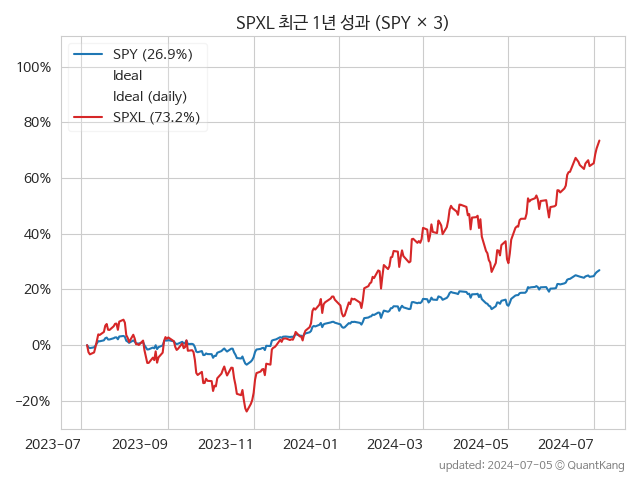 SPXL 최근 1년 성과 (SPY × 3)
SPY (26.9%)
Ideal
Ideal (daily)
SPXL (73.2%)
100%
80%
60%
40%
20%
0%
−20%
2023-07
2023-09
2023-11
2024-01
2024-03
2024-05
2024-07
updated: 2024-07-05 © QuantKang